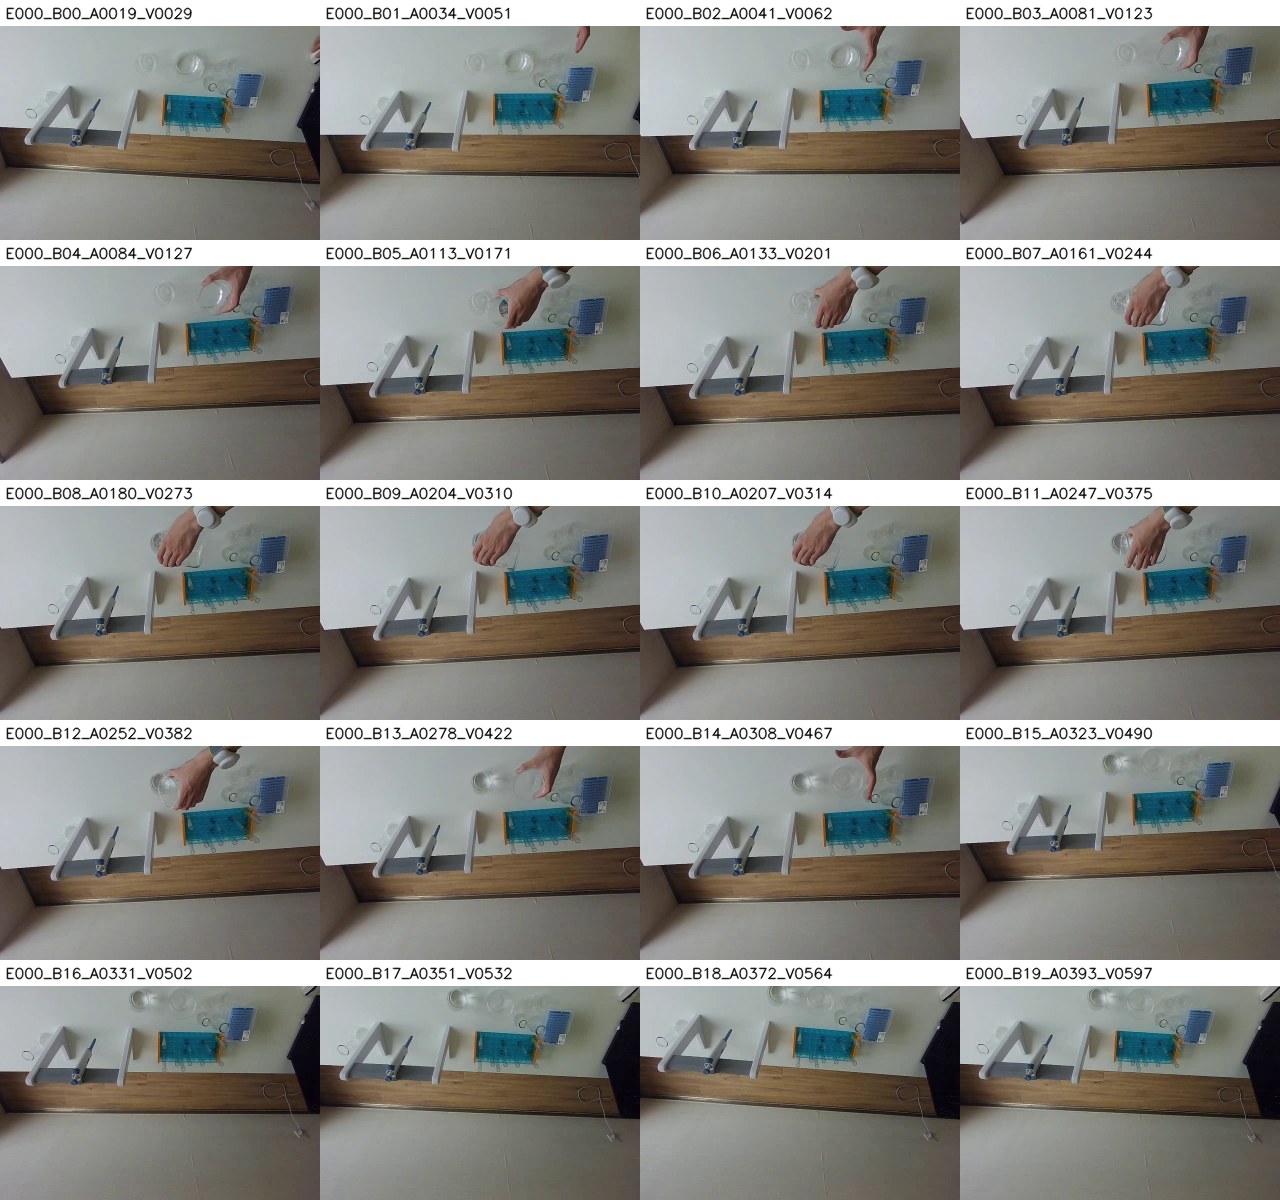 E000_B00_A0019_V0029
E000_B01_A0034_V0051
E000_B02_A0041_V0062
E000_B03_A0081_V0123
E000_B04_A0084_V0127
E000_B05_A0113_V0171
E000_B06_A0133_V0201
E000_B07_A0161_V0244
E000_B08_A0180_V0273
E000_B09_A0204_V0310
E000_B10_A0207_V0314
E000_B11_A0247_V0375
E000_B12_A0252_V0382
E000_B13_A0278_V0422
E000_B14_A0308_V0467
E000_B15_A0323_V0490
E000_B16_A0331_V0502
E000_B17_A0351_V0532
E000_B18_A0372_V0564
E000_B19_A0393_V0597